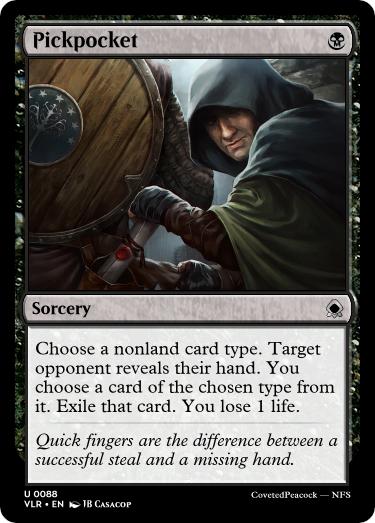 Pickpocket
Sorcery
Choose a nonland card type. Target
opponent reveals their hand. You
choose a card of the chosen type from
it. Exile that card. You lose 1 life.
Quick fingers are the difference between a
successful steal and a missing hand.
U 0088
VLR • EN JB Casacop
CovetedPeacock — NFS